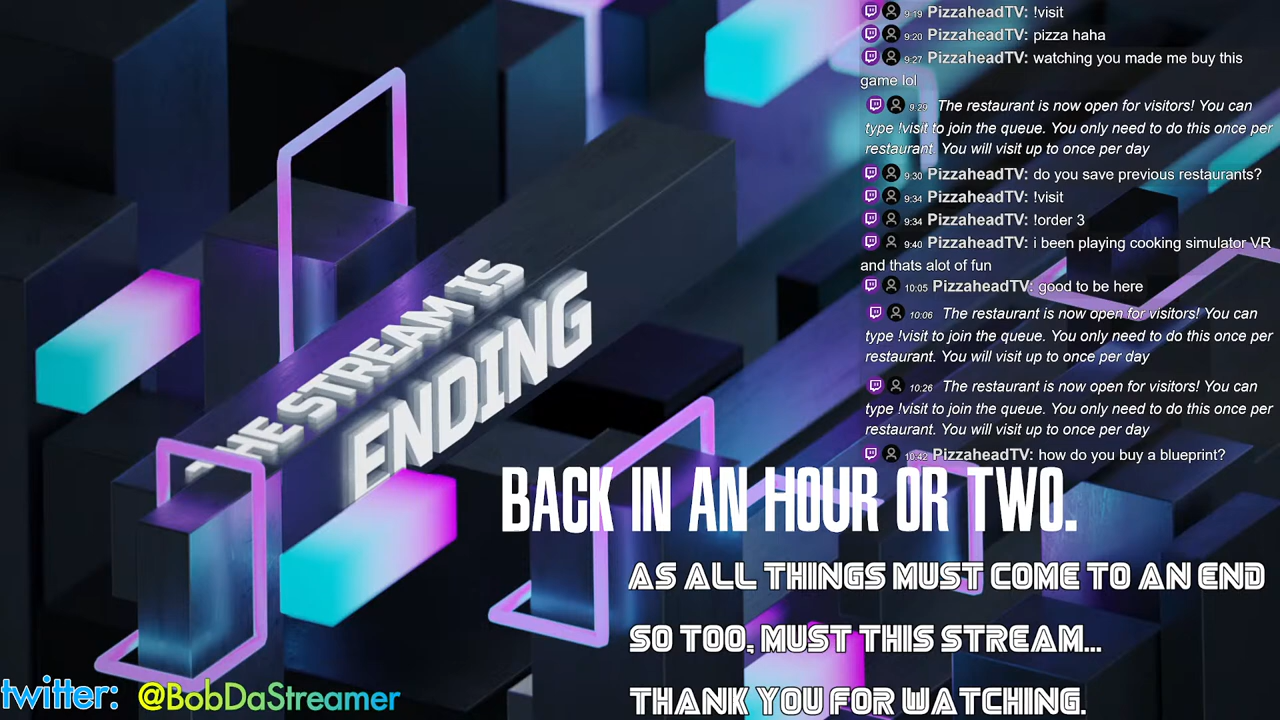 9:19 PizzaheadTV: !visit
9:20 PizzaheadTV: pizza haha
9:27 PizzaheadTV: watching you made me buy this
game lol
9:29 The restaurant is now open for visitors! You can
type !visit to join the queue. You only need to do this once per
restaurant. You will visit up to once per day
9:30 PizzaheadTV: do you save previous restaurants?
9:34 PizzaheadTV: !visit
9:34 PizzaheadTV: !order 3
9:40 PizzaheadTV: i been playing cooking simulator VR
and thats alot of fun
10:05 PizzaheadTV: good to be here
10:06 The restaurant is now open for visitors! You can
type !visit to join the queue. You only need to do this once per
restaurant. You will visit up to once per day
10:26 The restaurant is now open for visitors! You can
type !visit to join the queue. You only need to do this once per
restaurant. You will visit up to once per day
10:42 PizzaheadTV: how do you buy a blueprint?
THE STREAM IS
ENDING
BACK IN AN HOUR OR TWO.
AS ALL THINGS MUST COME TO AN END
SO TOO, MUST THIS STREAM...
THANK YOU FOR WATCHING.
twitter: @BobDaStreamer